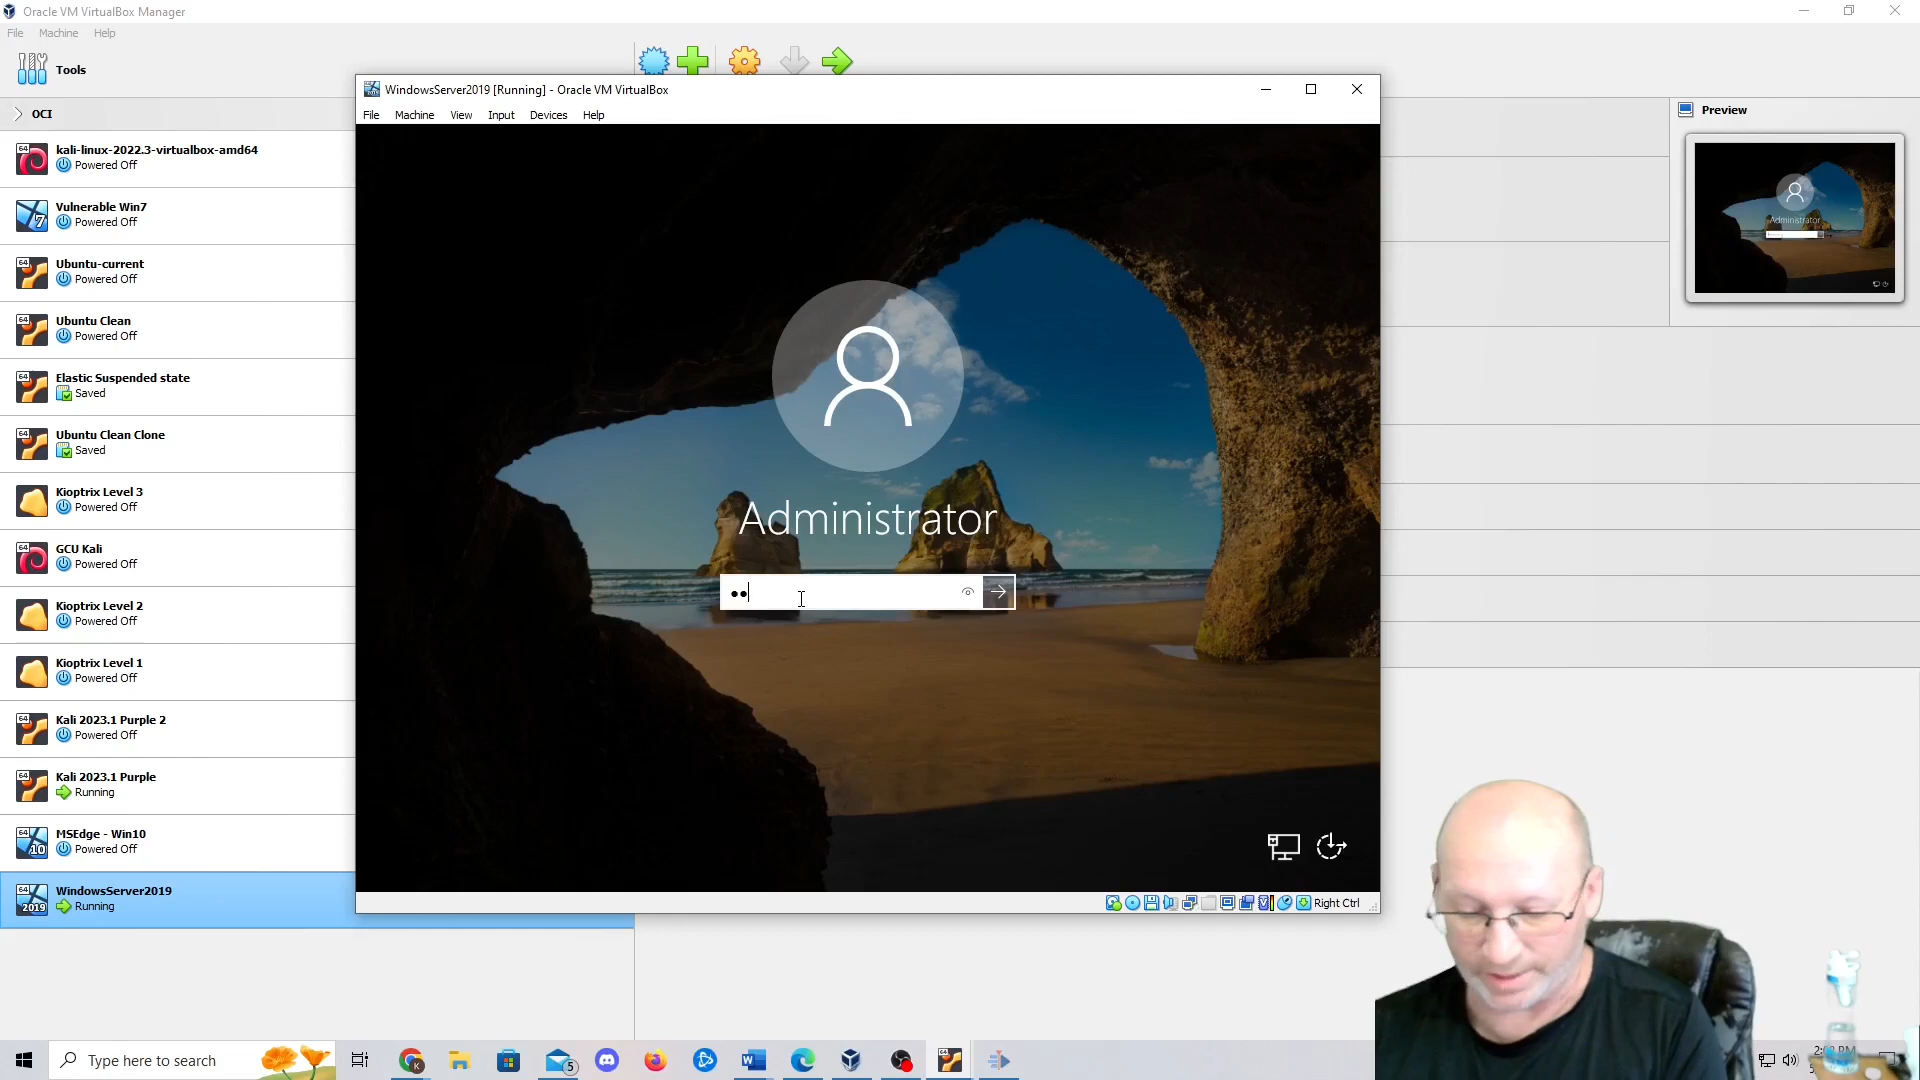 Oracle VM VirtualBox Manager
File Machine Help
Tools
OCI
kali-linux-2022.3-virtualbox-amd64
Powered Off
Vulnerable Win7
Powered Off
Ubuntu-current
Powered Off
Ubuntu Clean
Powered Off
Elastic Suspended state
Saved
Ubuntu Clean Clone
Saved
Kioptrix Level 3
Powered Off
GCU Kali
Powered Off
Kioptrix Level 2
Powered Off
Kioptrix Level 1
Powered Off
Kali 2023.1 Purple 2
Powered Off
Kali 2023.1 Purple
Running
MSEdge - Win10
Powered Off
WindowsServer2019
Running
WindowsServer2019 [Running] - Oracle VM VirtualBox
File Machine View Input Devices Help
Administrator
Right Ctrl
Preview
Administrator
Type here to search